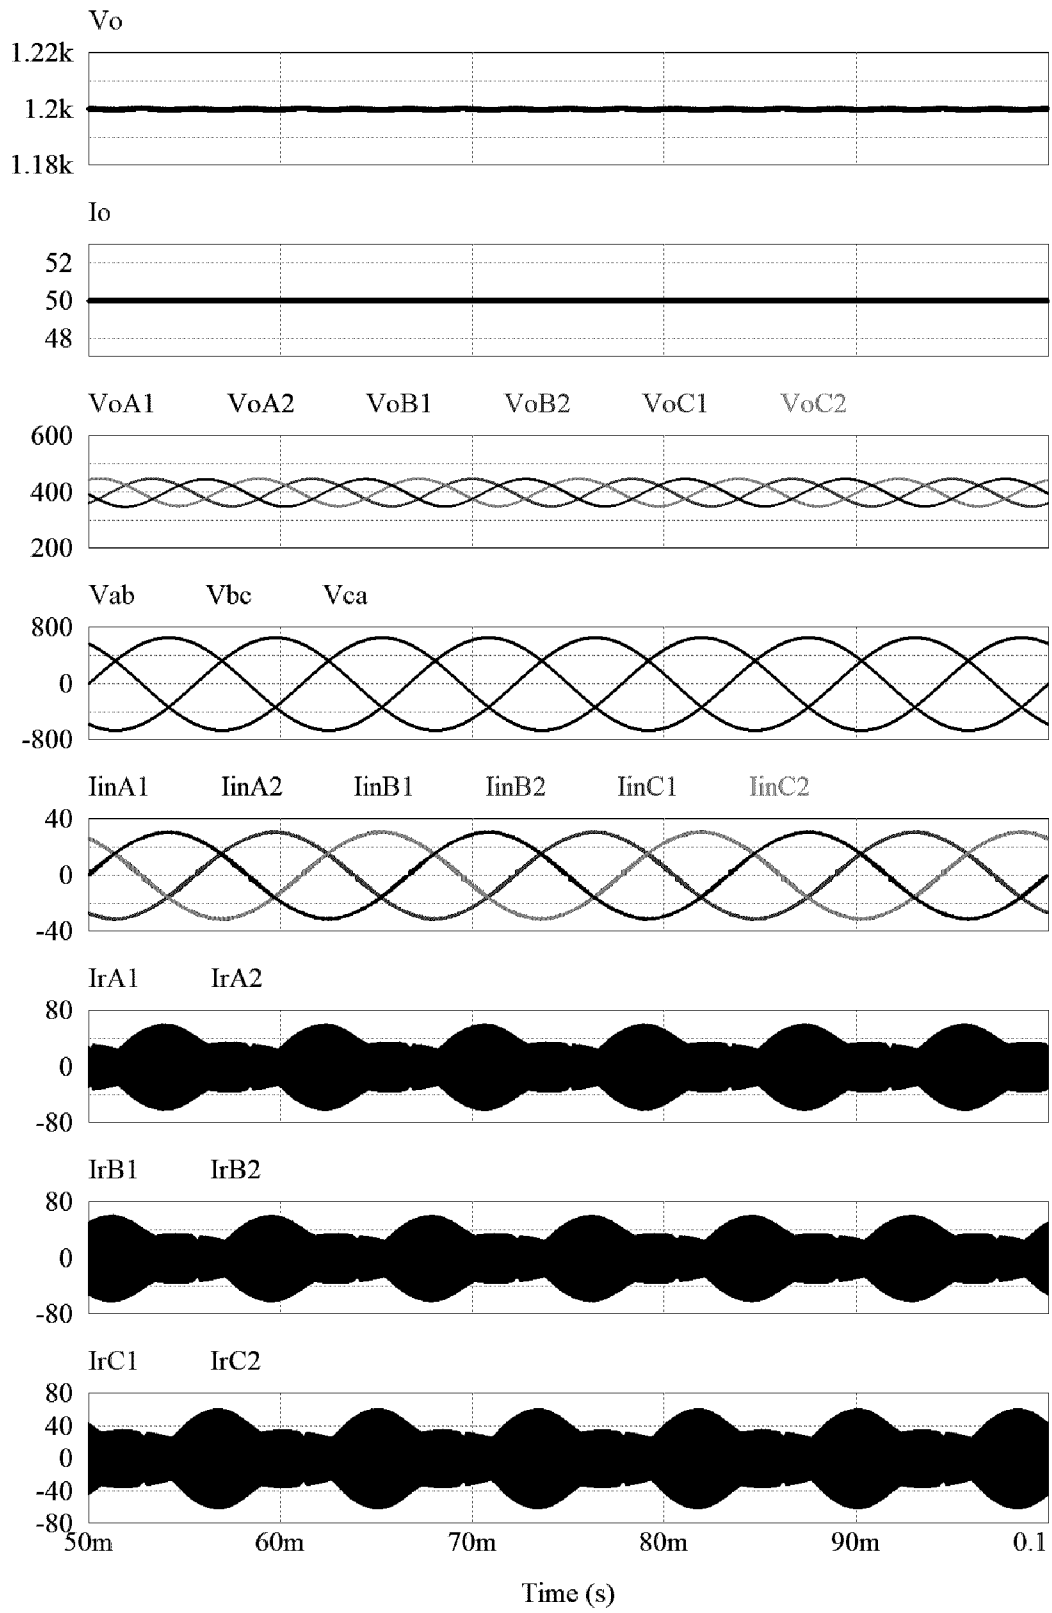 Vo
1.22k
1.2k
1.18k
Io
52
50
48
VoA1 VoA2 VoB1 VoB2 VoC1 VoC2
600
400
200
Vab Vbc Vca
800
0
-800
IinA1 IinA2 IinB1 IinB2 IinC1 IinC2
40
0
-40
IrA1 IrA2
80
0
-80
IrB1 IrB2
80
0
-80
IrC1 IrC2
80
40
0
-40
-80
50m 60m 70m 80m 90m 0.1
Time (s)